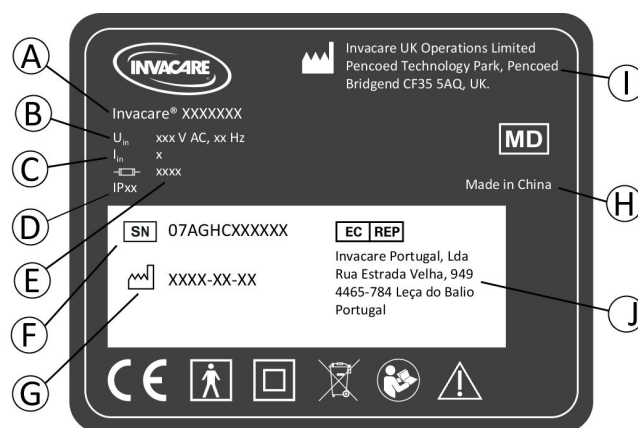 INVACARE
Invacare UK Operations Limited
Pencoed Technology Park, Pencoed
Bridgend CF35 5AQ, UK.
Invacare® XXXXXXX
Uin xxx V AC, xx Hz
Iin x
xxxx
IPxx
MD
Made in China
SN 07AGHCXXXXXX
XXXX-XX-XX
EC REP
Invacare Portugal, Lda
Rua Estrada Velha, 949
4465-784 Leça do Balio
Portugal
CE
A
B
C
D
E
F
G
I
H
J